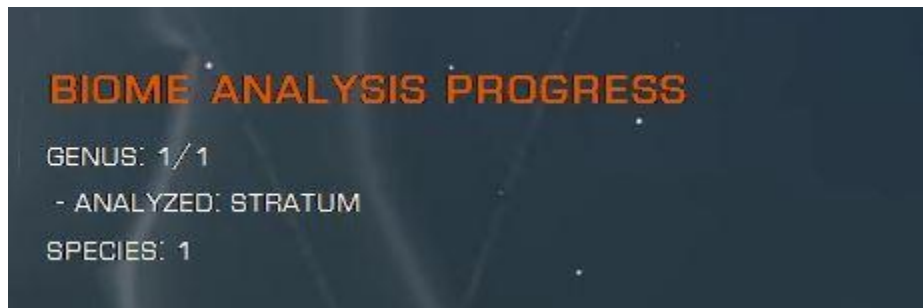 BIOME ANALYSIS PROGRESS
GENUS: 1/1
- ANALYZED: STRATUM
SPECIES: 1